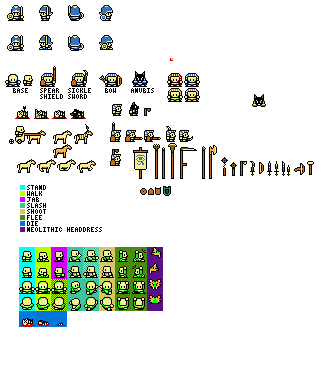 BASE SPEAR SICKLE BOW ANUBIS
SHIELD SWORD
STAND
WALK
JAB
SLASH
SHOOT
FLEE
DIE
NEOLITHIC HEADDRESS